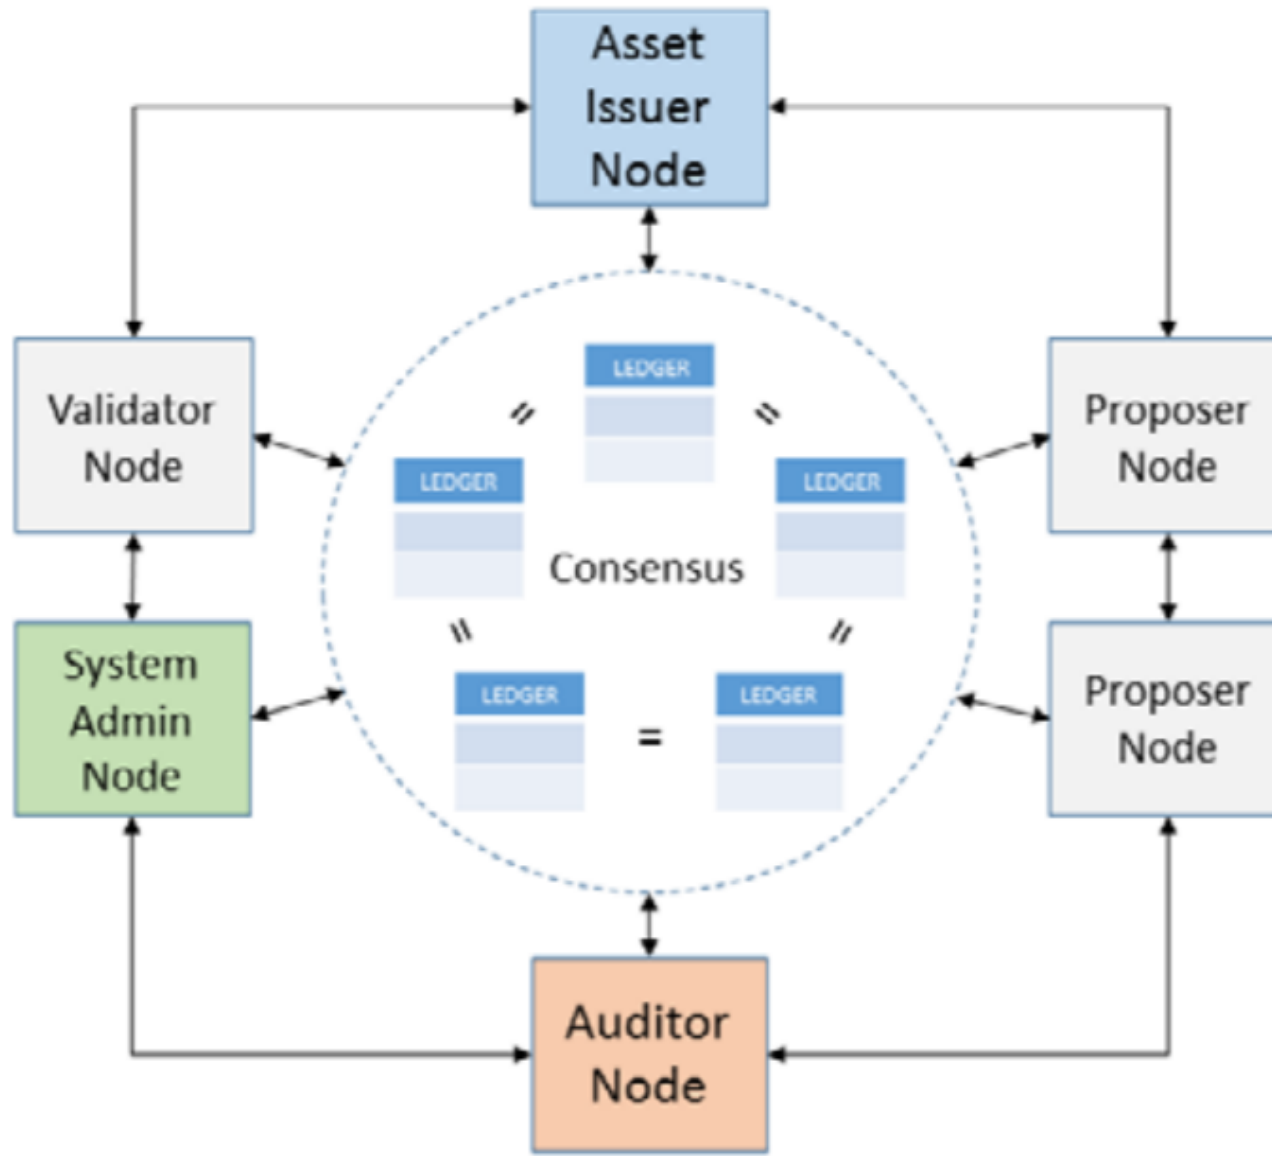 Asset
Issuer
Node
Validator
Node
Proposer
Node
LEDGER
//
//
LEDGER
LEDGER
Consensus
//
//
System
Admin
Node
Proposer
Node
LEDGER
=
LEDGER
Auditor
Node